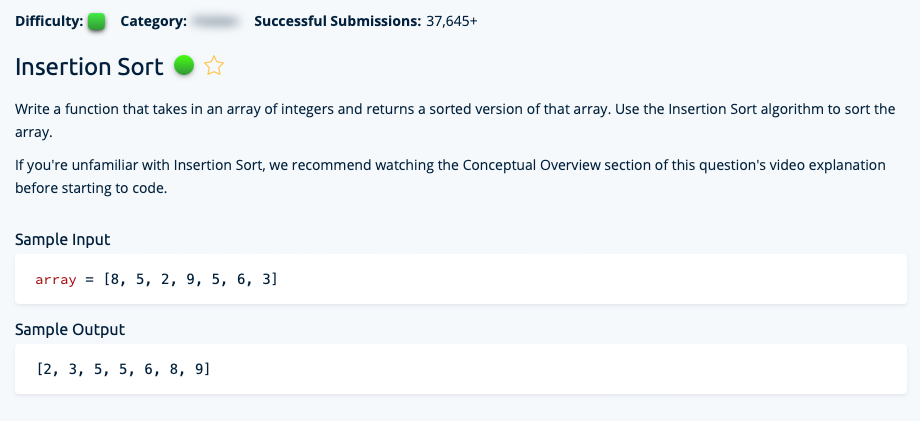 Difficulty: Category: Successful Submissions: 37,645+
Insertion Sort
Write a function that takes in an array of integers and returns a sorted version of that array. Use the Insertion Sort algorithm to sort the
array.
If you're unfamiliar with Insertion Sort, we recommend watching the Conceptual Overview section of this question's video explanation
before starting to code.
Sample Input
array = [8, 5, 2, 9, 5, 6, 3]
Sample Output
[2, 3, 5, 5, 6, 8, 9]